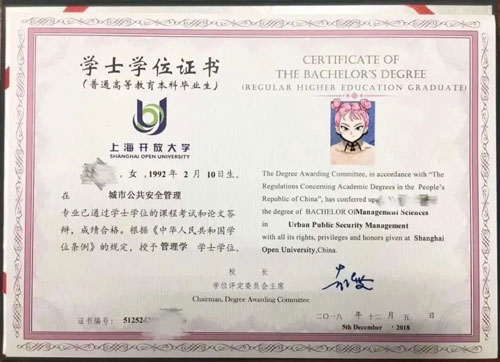 学士学位证书
(普通高等教育本科毕业生)
上海开放大学
SHANGHAI OPEN UNIVERSITY
,女,1992年 2 月 10日生。
在 城市公共安全管理
专业已通过学士学位的课程考试和论文答
辩,成绩合格。根据《中华人民共和国学
位条例》的规定,授予 管理学 学士学位。
CERTIFICATE OF
THE BACHELOR'S DEGREE
(REGULAR HIGHER EDUCATION GRADUATE)
The Degree Awarding Committee, in accordance with "The
Regulations Concerning Academic Degrees in the People's
Republic of China", has conferred
the degree of BACHELOR OF Management Sciences
in Urban Public Security Management
with all its rights, privileges and honors given at Shanghai
Open University,China.
校 长
学位评定委员会主席
Chairman, Degree Awarding Committee
证书编号:
二〇一八年 十二 月 五 日
5th December / 2018